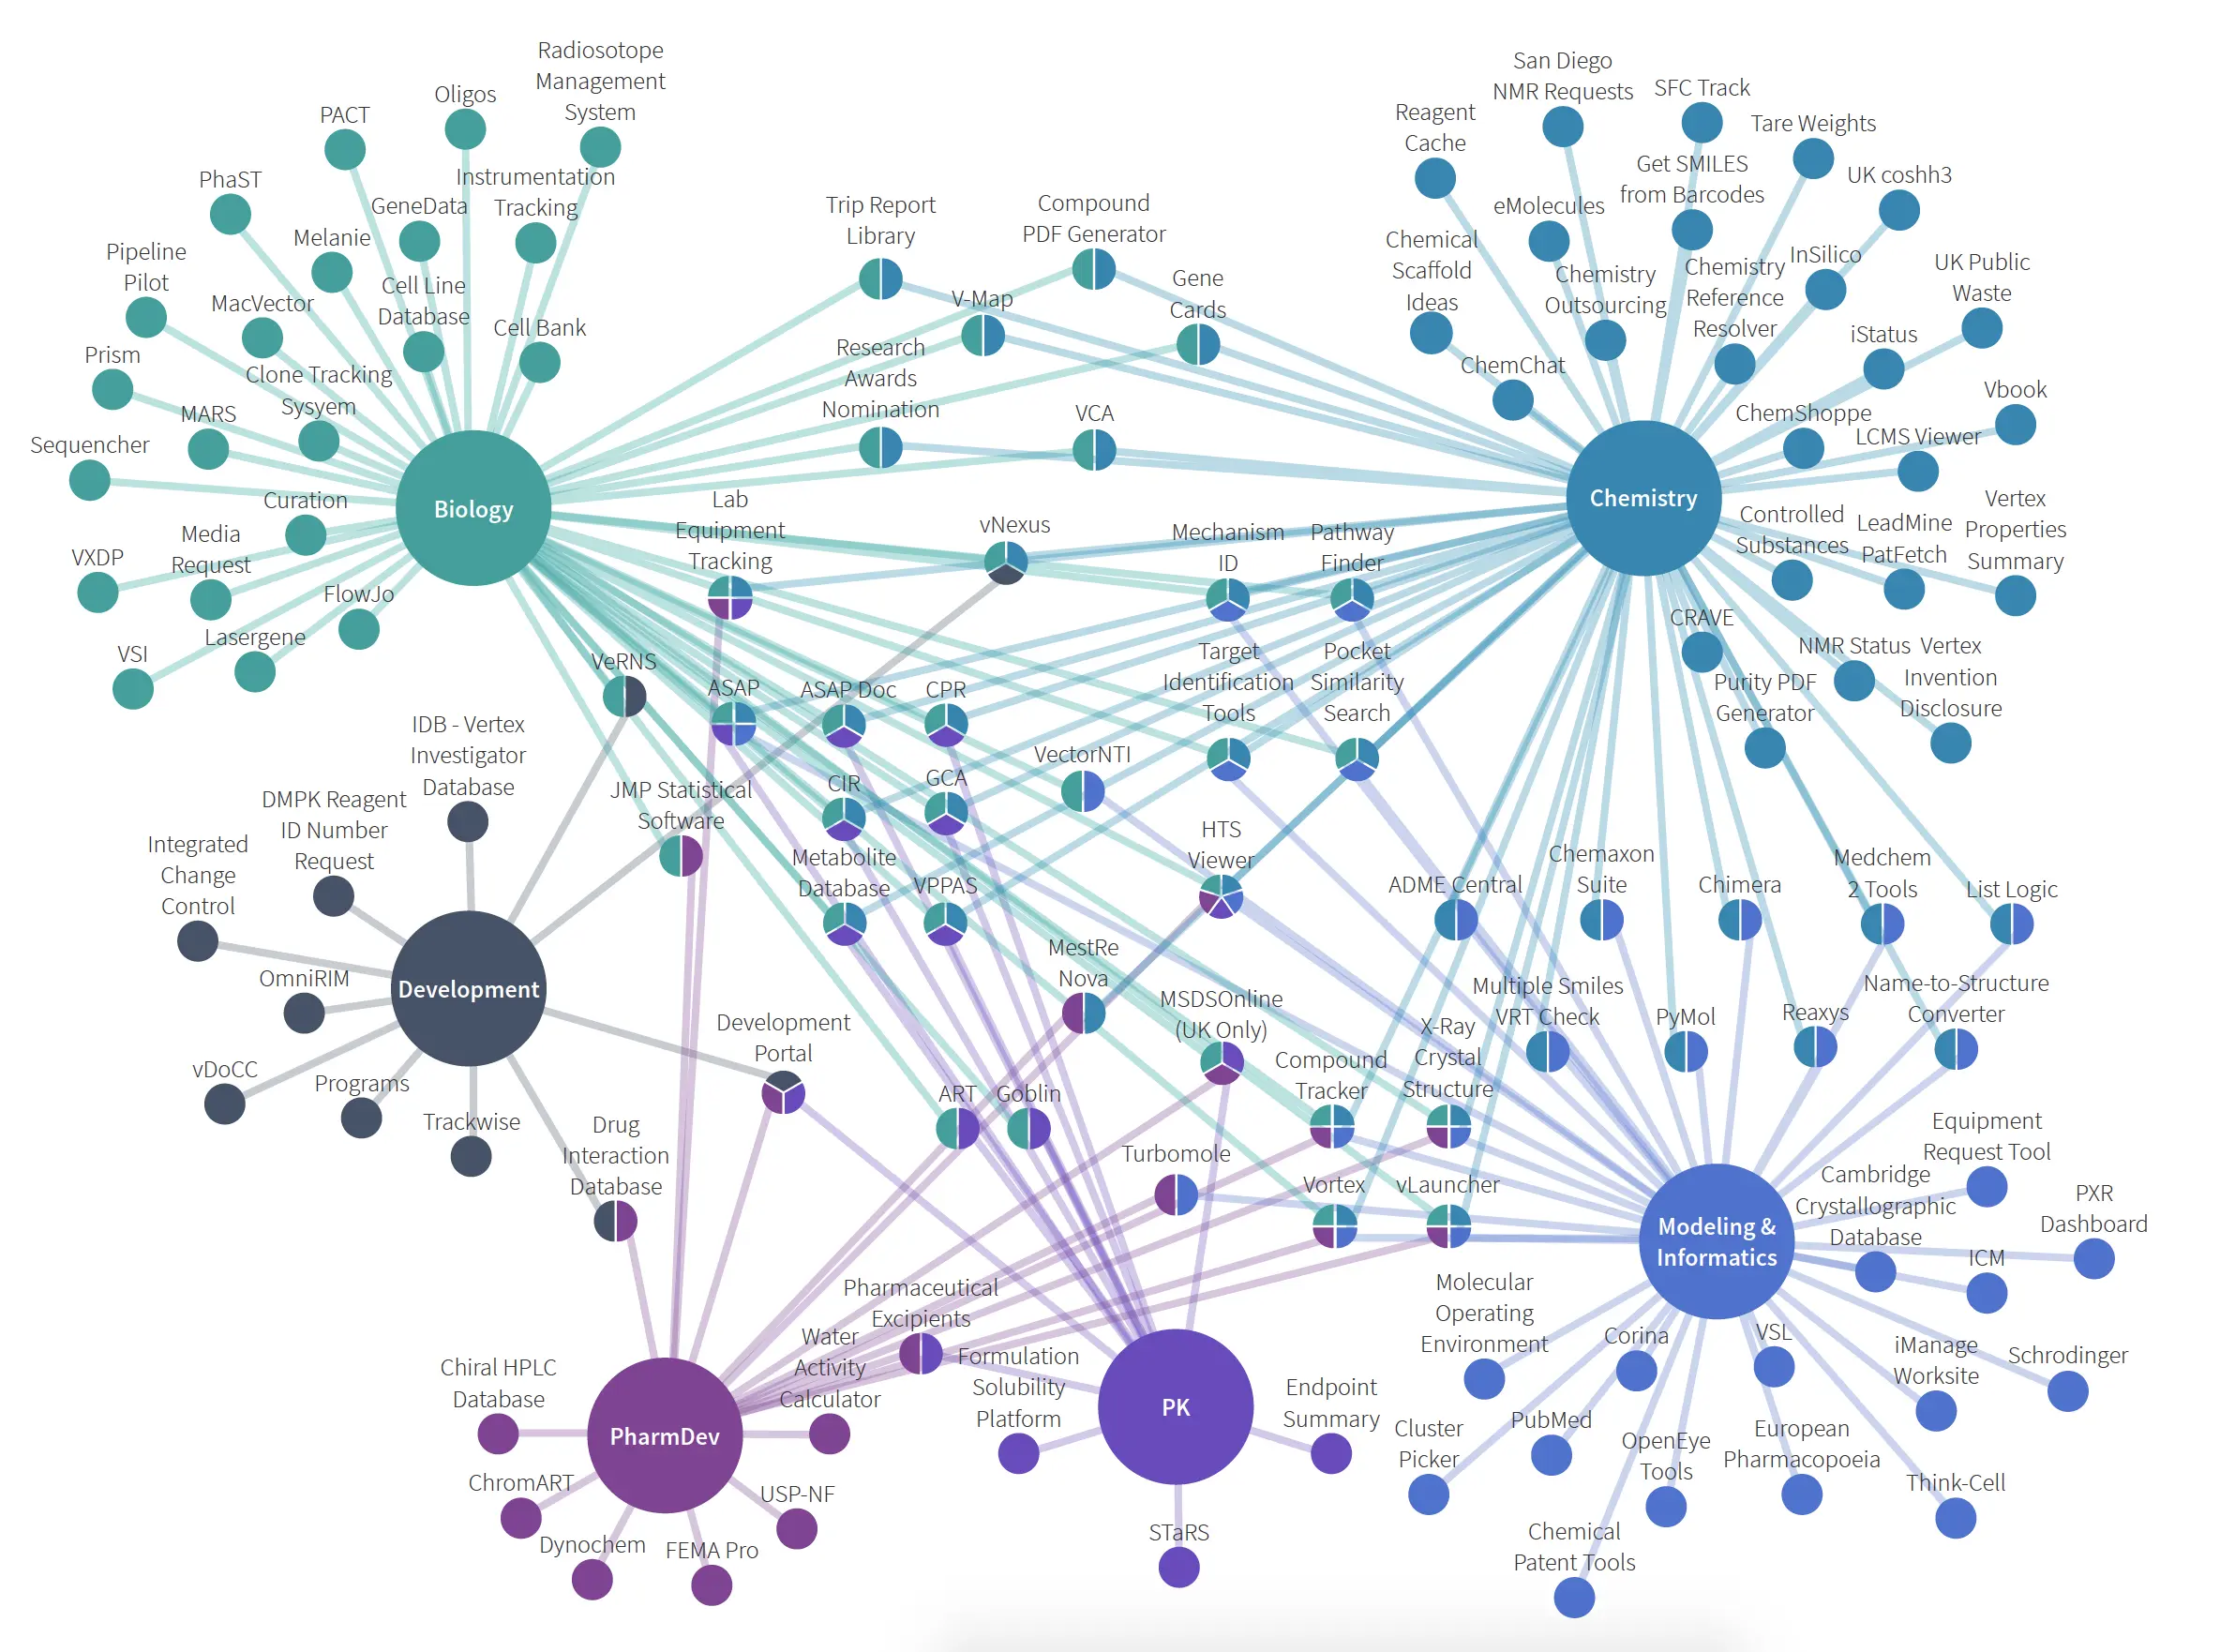 Radiosotope
Management
System
Oligos
PACT
Instrumentation
Tracking
PhaST
GeneData
Melanie
Pipeline
Pilot
Cell Line
Database
MacVector
Cell Bank
Prism
Clone Tracking
Sysyem
MARS
Sequencher
Curation
Media
Request
VXDP
FlowJo
Lasergene
VSI
Biology
Trip Report
Library
Compound
PDF Generator
V-Map
Gene
Cards
Research
Awards
Nomination
VCA
San Diego
NMR Requests
SFC Track
Reagent
Cache
Tare Weights
Get SMILES
from Barcodes
UK coshh3
eMolecules
Chemical
Scaffold
Ideas
Chemistry
Outsourcing
Chemistry
Reference
Resolver
InSilico
UK Public
Waste
iStatus
ChemChat
Vbook
ChemShoppe
LCMS Viewer
Chemistry
Controlled
Substances
LeadMine
PatFetch
Vertex
Properties
Summary
CRAVE
NMR Status
Vertex
Invention
Disclosure
Purity PDF
Generator
Lab
Equipment
Tracking
vNexus
Mechanism
ID
Pathway
Finder
VeRNS
ASAP
ASAP Doc
CPR
Target
Identification
Tools
Pocket
Similarity
Search
VectorNTI
JMP Statistical
Software
CIR
GCA
HTS
Viewer
Metabolite
Database
VPPAS
IDB - Vertex
Investigator
Database
DMPK Reagent
ID Number
Request
Integrated
Change
Control
OmniRIM
Development
vDoCC
Programs
Trackwise
Drug
Interaction
Database
Development
Portal
MestRe
Nova
MSDSOnline
(UK Only)
ART
Goblin
Compound
Tracker
X-Ray
Crystal
Structure
Turbomole
Vortex
vLauncher
ADME Central
Chemaxon
Suite
Chimera
Medchem
2 Tools
List Logic
Multiple Smiles
VRT Check
PyMol
Reaxys
Name-to-Structure
Converter
Equipment
Request Tool
Cambridge
Crystallographic
Database
PXR
Dashboard
Modeling &
Informatics
ICM
Molecular
Operating
Environment
Corina
VSL
iManage
Worksite
Schrodinger
Cluster
Picker
PubMed
OpenEye
Tools
European
Pharmacopoeia
Think-Cell
Chemical
Patent Tools
Pharmaceutical
Excipients
Water
Activity
Calculator
Formulation
Solubility
Platform
PK
Endpoint
Summary
STaRS
Chiral HPLC
Database
PharmDev
ChromART
USP-NF
Dynochem
FEMA Pro